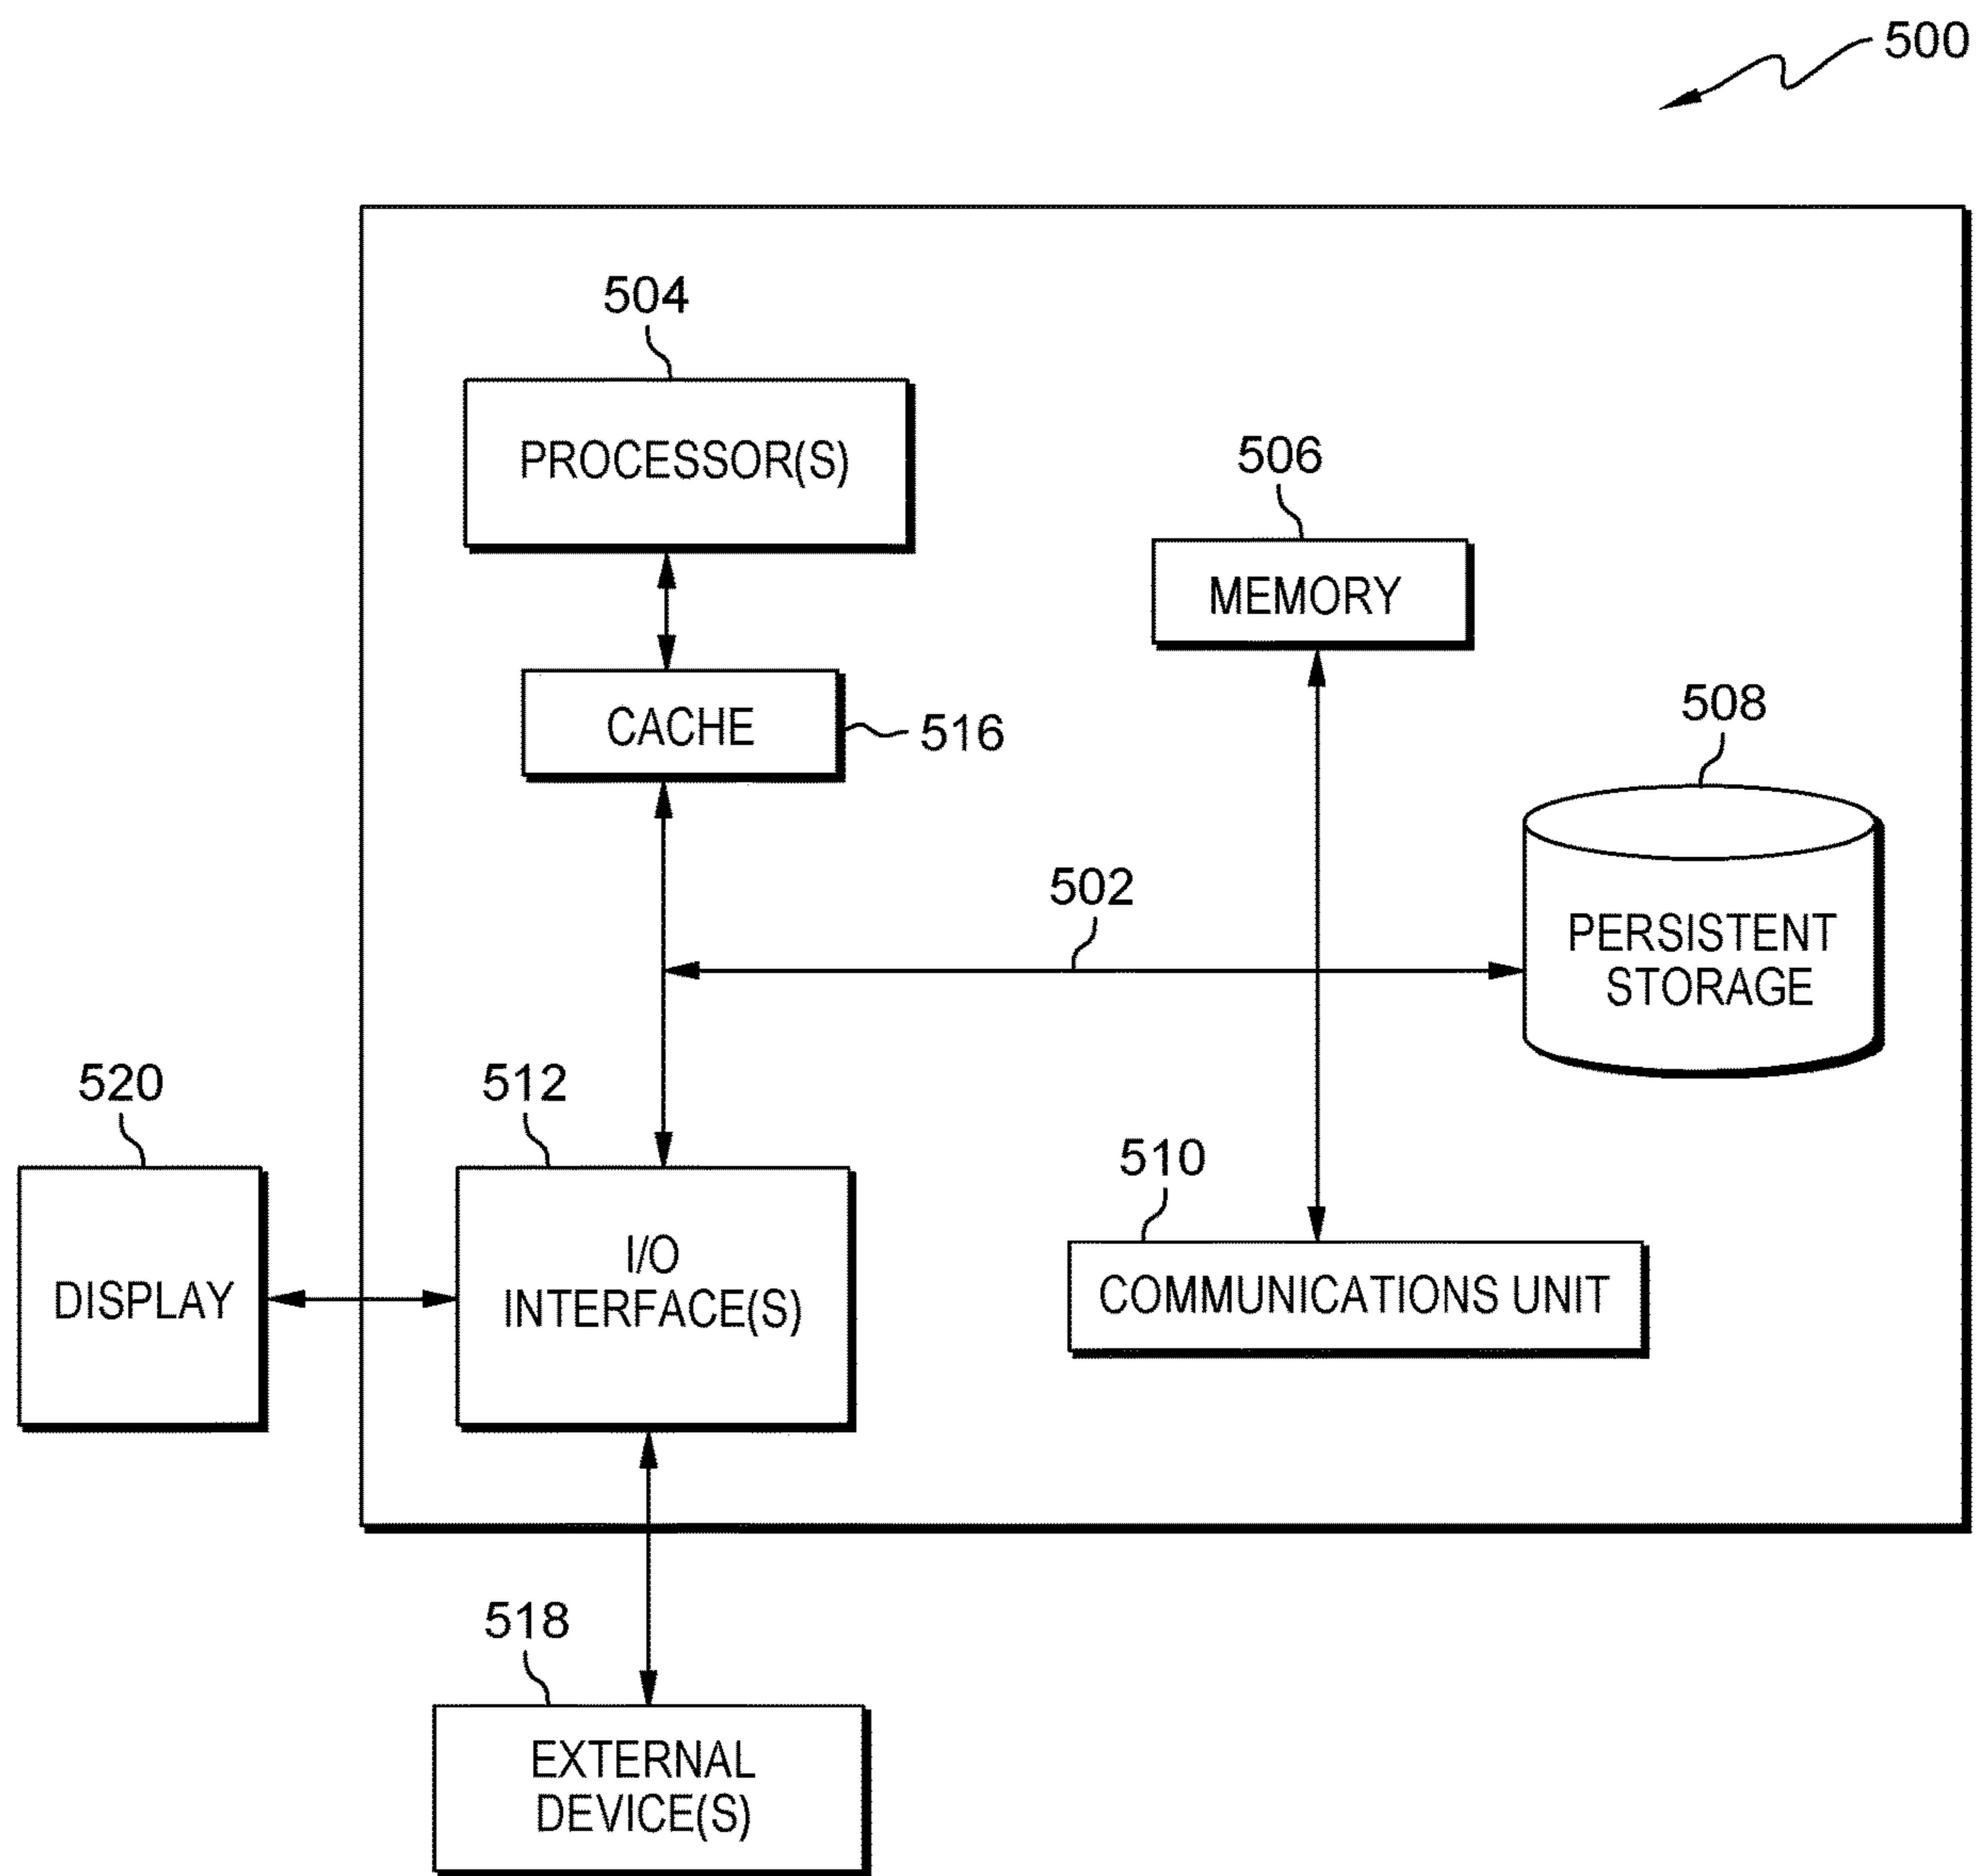 500
504
PROCESSOR(S)
506
MEMORY
CACHE
516
508
502
PERSISTENT
STORAGE
520
512
510
DISPLAY
I/O
INTERFACE(S)
COMMUNICATIONS UNIT
518
EXTERNAL
DEVICE(S)